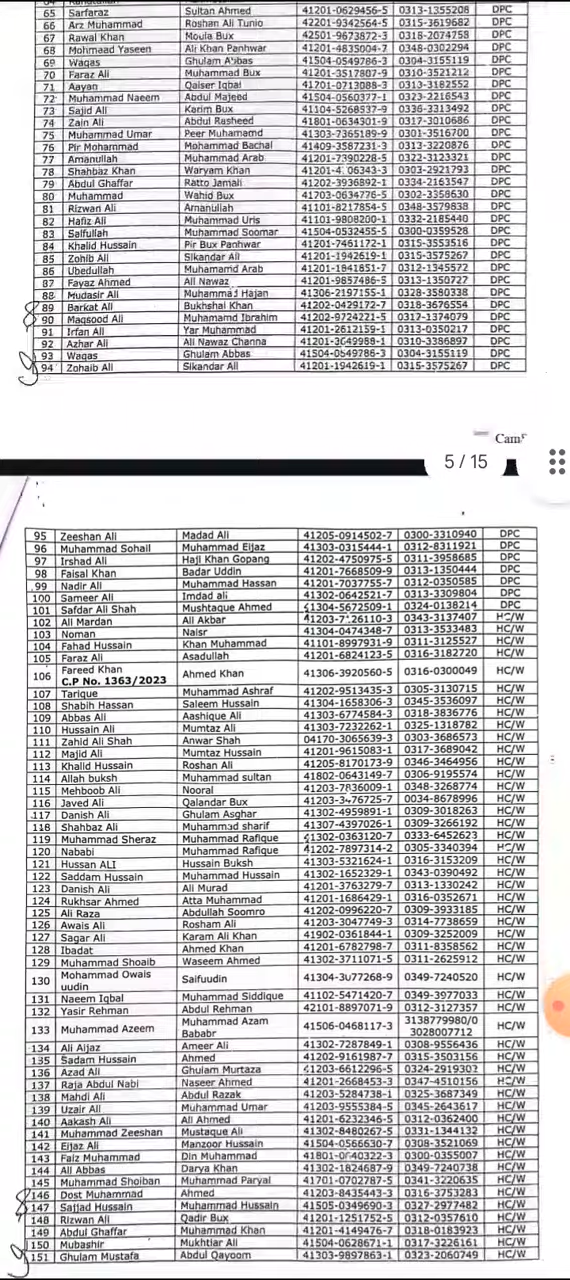 65 Sarfaraz Sultan Ahmed 41201-0629456-5 0313-1355208 DPC
66 Arz Muhammad Roshan Ali Tunio 42201-9342564-5 0315-3619682 DPC
67 Rawal Khan Moula Bux 42501-9673872-3 0318-2074758 DPC
68 Mohmaad Yaseen Ali Khan Panhwar 41201-4835004-7 0348-0302294 DPC
69 Waqas Ghulam Abbas 41504-0549786-3 0304-3155119 DPC
70 Faraz Ali Muhammad Bux 41201-3517807-9 0310-3521212 DPC
71 Aayan Qaiser Iqbal 41701-0713088-3 0313-3182552 DPC
72 Muhammad Naeem Abdul Majeed 41504-0560377-1 0323-2216543 DPC
73 Sajid Ali Karim Bux 41104-5268537-9 0336-3313492 DPC
74 Zain Ali Abdul Rasheed 41801-0634301-9 0317-3010686 DPC
75 Muhammad Umar Peer Muhamamd 41303-7365189-9 0301-3516700 DPC
76 Pir Mohammad Mohammad Bachal 41409-3587231-3 0313-3220876 DPC
77 Amanullah Muhammad Arab 41201-7390228-5 0322-3123321 DPC
78 Shahbaz Khan Waryam Khan 0303-2921793 DPC
79 Abdul Ghaffar Ratto Jamali 41202-3936892-1 0334-2163547 DPC
80 Muhammad Wahid Bux 41703-0634776-5 0302-3358630 DPC
81 Rizwan Ali Amanullah 41101-8217854-5 0348-3579838 DPC
82 Hafiz Ali Muhammad Uris 41101-9808200-1 0332-2185440 DPC
83 Saifullah Muhammad Soomar 41504-0532455-5 0300-0359528 DPC
84 Khalid Hussain Pir Bux Panhwar 41201-7461172-1 0315-3553516 DPC
85 Zohib Ali Sikandar Ali 41201-1942619-1 0315-3575267 DPC
86 Ubedullah Muhamamd Arab 41201-1841851-7 0312-1345572 DPC
87 Fayaz Ahmed Ali Nawaz 41201-9857486-5 0313-1350727 DPC
88 Mudasir Ali Muhammad Hajan 41306-2197155-1 0328-3580338 DPC
89 Barkat Ali Bukhshal Khan 41202-0429172-7 0318-3676554 DPC
90 Maqsood Ali Muhamamd Ibrahim 41202-9724221-5 0317-1374079 DPC
91 Irfan Ali Yar Muhammad 41201-2612159-1 0313-0350217 DPC
92 Azhar Ali Ali Nawaz Channa 41201-3649988-1 0310-3386897 DPC
93 Waqas Ghulam Abbas 41504-0549786-3 0304-3155119 DPC
94 Zohaib Ali Sikandar Ali 41201-1942619-1 0315-3575267 DPC
5 / 15
95 Zeeshan Ali Madad Ali 41205-0914502-7 0300-3310940 DPC
96 Muhammad Sohail Muhammad Eijaz 41303-0315444-1 0312-8311921 DPC
97 Irshad Ali Haji Khan Gopang 41202-4750975-5 0311-3958685 DPC
98 Faisal Khan Badar Uddin 41201-7668509-9 0313-1350444 DPC
99 Nadir Ali Muhammad Hassan 41201-7037755-7 0312-0350585 DPC
100 Sameer Ali Imdad ali 41302-0642521-7 0313-3309804 DPC
101 Safdar Ali Shah Mushtaque Ahmed 41304-5672509-1 0324-0138214 DPC
102 Ali Mardan Ali Akbar 0343-3137407 HC/W
103 Noman Naisr 41304-0474348-7 0313-3533483 HC/W
104 Fahad Hussain Khan Muhammad 41101-8997931-9 0311-3125527 HC/W
105 Faraz Ali Asadullah 41201-6824123-5 0316-3182720 HC/W
106 Fareed Khan Ahmed Khan 41306-3920560-5 0316-0300049 HC/W
C.P No. 1363/2023
107 Tarique Muhammad Ashraf 41202-9513435-3 0305-3130715 HC/W
108 Shabih Hassan Saleem Hussain 41304-1658306-3 0345-3536097 HC/W
109 Abbas Ali Aashique Ali 41303-6774584-3 0318-3836776 HC/W
110 Hussain Ali Mumtaz Ali 41303-7232262-1 0325-1318782 HC/W
111 Zahid Ali Shah Anwar Shah 04170-3065639-3 0303-3686573 HC/W
112 Majid Ali Mumtaz Hussain 41201-9615083-1 0317-3689042 HC/W
113 Khalid Hussain Roshan Ali 41205-8170173-9 0346-3464956 HC/W
114 Allah buksh Muhammad sultan 41802-0643149-7 0306-9195574 HC/W
115 Mehboob Ali Nooral 41203-7836009-1 0348-3268774 HC/W
116 Javed Ali Qalandar Bux 0034-8678996 HC/W
117 Danish Ali Ghulam Asghar 41302-4959891-1 0309-3018263 HC/W
118 Shahbaz Ali Muhammad sharif 41307-4397026-1 0309-3266192 HC/W
119 Muhammad Sheraz Muhammad Rafique 41302-0363120-7 0333-6452623 HC/W
120 Nababi Muhammad Rafique 41202-7897314-2 0305-3340394 HC/W
121 Hussan ALI Hussain Buksh 41303-5321624-1 0316-3153209 HC/W
122 Saddam Hussain Muhammad Hussain 41302-1652329-1 0343-0390492 HC/W
123 Danish Ali Ali Murad 41201-3763279-7 0313-1330242 HC/W
124 Rukhsar Ahmed Atta Muhammad 41201-1686429-1 0316-0352671 HC/W
125 Ali Raza Abdullah Soomro 41202-0996220-7 0309-3933185 HC/W
126 Awais Ali Rosham Ali 41203-3047749-3 0314-7738659 HC/W
127 Sagar Ali Karam Ali Khan 41902-0361844-1 0309-3252009 HC/W
128 Ibadat Ahmed Khan 41201-6782798-7 0311-8358562 HC/W
129 Muhammad Shoaib Waseem Ahmed 41302-3711071-5 0311-2625912 HC/W
130 Mohammad Owais uudin Saifuudin 41304-3077268-9 0349-7240520 HC/W
131 Naeem Iqbal Muhammad Siddique 41102-5471420-7 0349-3977033 HC/W
132 Yasir Rehman Abdul Rehman 42101-8897071-9 0312-3127357 HC/W
133 Muhammad Azeem Muhammad Azam Bababr 41506-0468117-3 3138779980/0 3028007712 HC/W
134 Ali Aijaz Ameer Ali 41302-7287849-1 0308-9556436 HC/W
135 Sadam Hussain Ahmed 41202-9161987-7 0315-3503156 HC/W
136 Azad Ali Ghulam Murtaza 41203-6612296-5 0324-2919303 HC/W
137 Raja Abdul Nabi Naseer Ahmed 41201-2668453-3 0347-4510156 HC/W
138 Mahdi Ali Abdul Razak 41203-5284738-1 0325-3687349 HC/W
139 Uzair Ali Muhammad Umar 41203-9555384-5 0345-2643617 HC/W
140 Aakash Ali Ali Ahmed 41201-6232346-5 0312-0362400 HC/W
141 Muhammad Zeeshan Mustaque Ali 41302-8480267-5 0331-1344132 HC/W
142 Eijaz Ali Manzoor Hussain 41504-0566630-7 0308-3521069 HC/W
143 Faiz Muhammad Din Muhammad 0300-0355007 HC/W
144 Ali Abbas Darya Khan 41302-1824687-9 0349-7240738 HC/W
145 Muhammad Shoiban Muhammad Paryal 41701-0702787-5 0341-3220635 HC/W
146 Dost Muhammad Ahmed 41203-8435443-3 0316-3753283 HC/W
147 Sajjad Hussain Muhammad Hussain 41505-0349690-3 0327-2977482 HC/W
148 Rizwan Ali Qadir Bux 41201-1251752-5 0312-0357610 HC/W
149 Abdul Ghaffar Muhammad Khan 41201-4149476-7 0318-0183923 HC/W
150 Mubashir Mukhtiar Ali 41504-0628671-1 0317-3226161 HC/W
151 Ghulam Mustafa Abdul Qayoom 41303-9897863-1 0323-2060749 HC/W